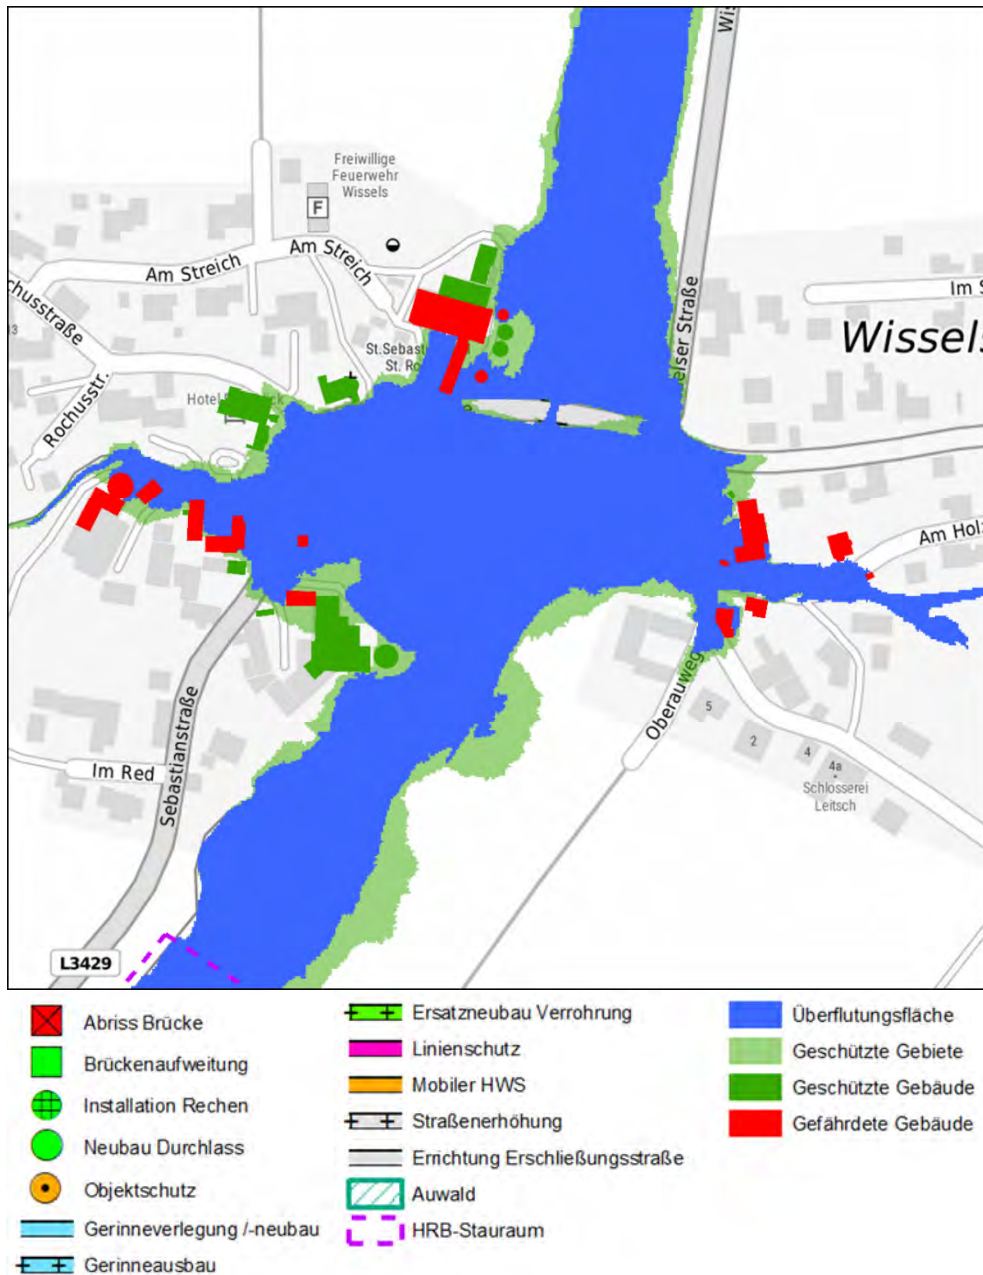 Wis
Freiwillige
Feuerwehr
Wissels
F
Am Streich
Am Streich
chusstraße
13
Rochusstr.
Hotel
St.Sebast
St. Ro
elser Straße
Im S
Wissels
Am Holz
Oberauweg
5
2
4
4a
Schlosserei
Leitsch
Im Red
Sebastianstraße
L3429
Abriss Brücke
Brückenaufweitung
Installation Rechen
Neubau Durchlass
Objektschutz
Gerinneverlegung /-neubau
Gerinneausbau
Ersatzneubau Verrohrung
Linienschutz
Mobiler HWS
Straßenerhöhung
Errichtung Erschließungsstraße
Auwald
HRB-Stauraum
Überflutungsfläche
Geschützte Gebiete
Geschützte Gebäude
Gefährdete Gebäude